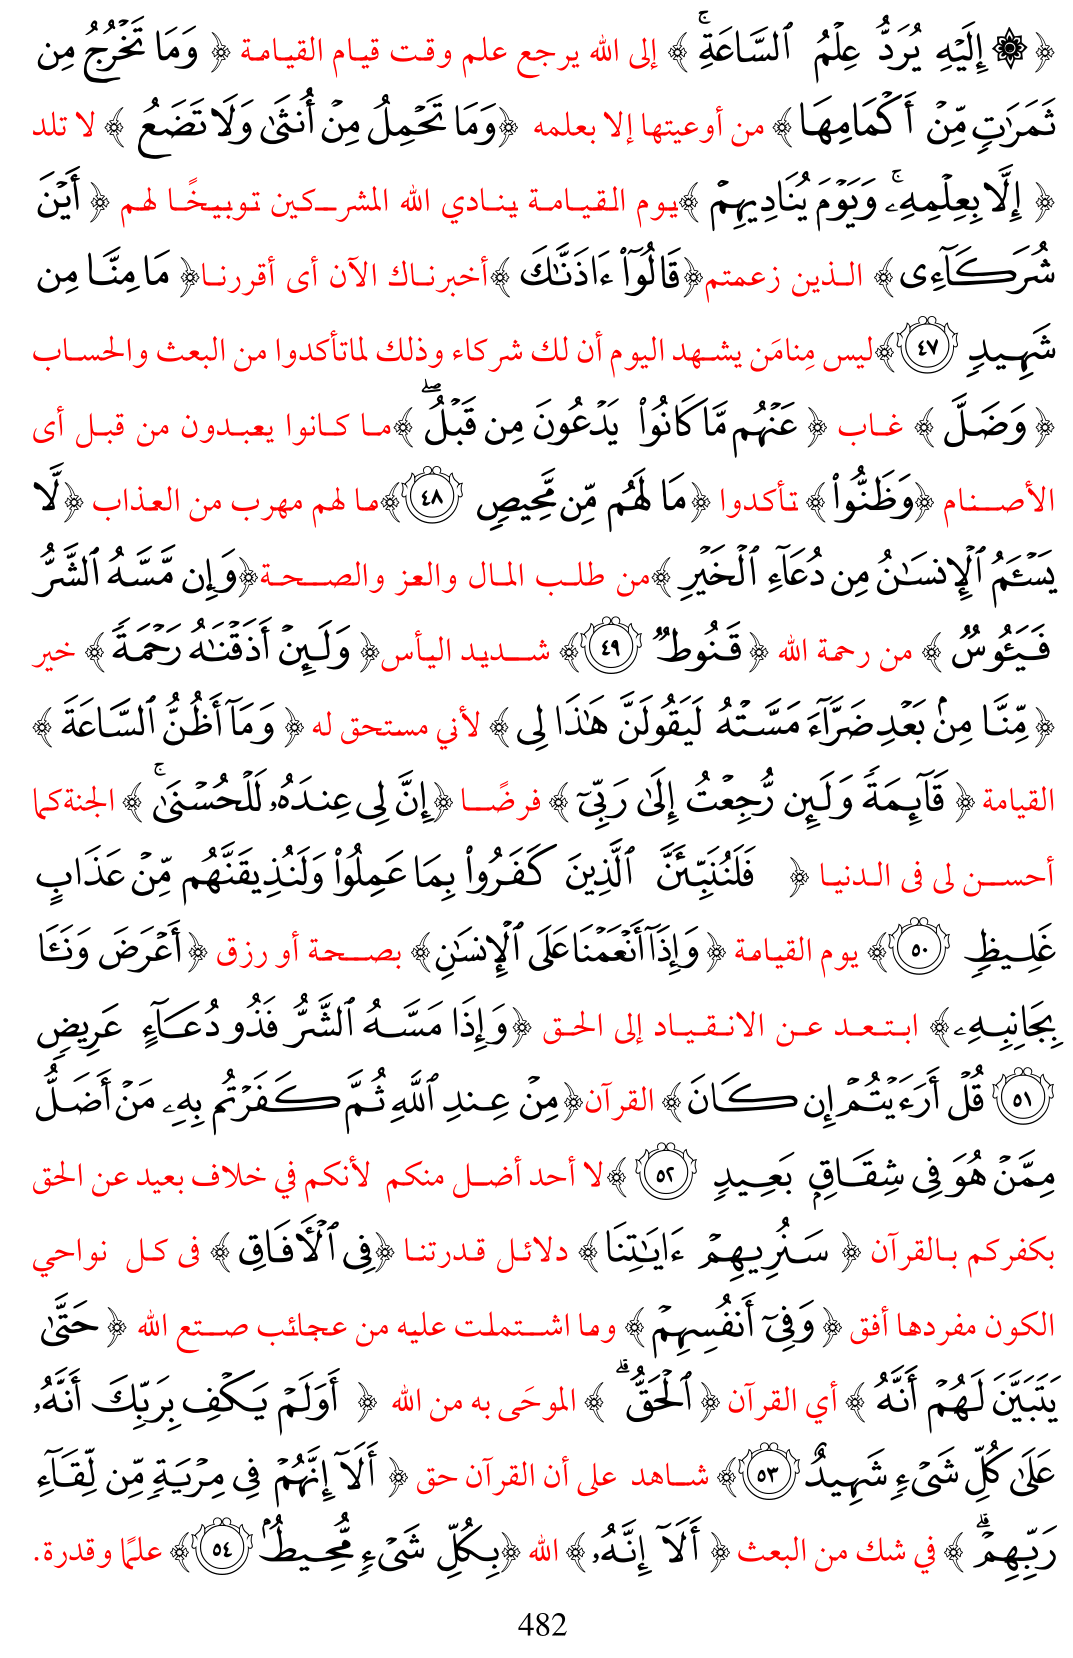 ﴿ ۞ إِلَيْهِ يُرَدُّ عِلْمُ ٱلسَّاعَةِۚ ﴾ إلى الله يرجع علم وقت قيام القيامة ﴿ وَمَا تَخْرُجُ مِن
ثَمَرَٰتٍ مِّنْ أَكْمَامِهَا ﴾ من أوعيتها إلا بعلمه ﴿وَمَا تَحْمِلُ مِنْ أُنثَىٰ وَلَا تَضَعُ ﴾ لا تلد
﴿ إِلَّا بِعِلْمِهِۦۚ وَيَوْمَ يُنَادِيهِمْ ﴾يوم القيامة ينادي الله المشركين توبيخًا لهم ﴿ أَيْنَ
شُرَكَآءِى ﴾ الذين زعمتم﴿قَالُوٓا۟ ءَاذَنَّـٰكَ ﴾أخبرناك الآن أى أقررنا﴿ مَا مِنَّا مِن
شَهِيدٍ ٤٧ ﴾ليس مِنامَن يشهد اليوم أن لك شركاء وذلك لماتأكدوا من البعث والحساب
﴿ وَضَلَّ ﴾ غاب ﴿ عَنْهُم مَّا كَانُوا۟ يَدْعُونَ مِن قَبْلُۖ ﴾ما كانوا يعبدون من قبل أى
الأصنام ﴿وَظَنُّوا۟ ﴾ تأكدوا ﴿ مَا لَهُم مِّن مَّحِيصٍ ٤٨ ﴾ما لهم مهرب من العذاب ﴿لَّا
يَسْـَٔمُ ٱلْإِنسَـٰنُ مِن دُعَآءِ ٱلْخَيْرِ ﴾من طلب المال والعز والصحة﴿وَإِن مَّسَّهُ ٱلشَّرُّ
فَيَـُٔوسٌ ﴾ من رحمة الله ﴿ قَنُوطٌ ٤٩ ﴾ شديد اليأس﴿ وَلَئِنْ أَذَقْنَـٰهُ رَحْمَةً ﴾ خير
﴿ مِّنَّا مِنۢ بَعْدِ ضَرَّآءَ مَسَّتْهُ لَيَقُولَنَّ هَـٰذَا لِى ﴾ لأني مستحق له ﴿ وَمَآ أَظُنُّ ٱلسَّاعَةَ ﴾
القيامة ﴿ قَآئِمَةً وَلَئِن رُّجِعْتُ إِلَىٰ رَبِّىٓ ﴾ فرضًا ﴿إِنَّ لِى عِندَهُۥ لَلْحُسْنَىٰۚ ﴾ الجنة كما
أحسن لى فى الدنيا ﴿ فَلَنُنَبِّئَنَّ ٱلَّذِينَ كَفَرُوا۟ بِمَا عَمِلُوا۟ وَلَنُذِيقَنَّهُم مِّنْ عَذَابٍ
غَلِيظٍ ٥٠ ﴾ يوم القيامة ﴿ وَإِذَآ أَنْعَمْنَا عَلَى ٱلْإِنسَـٰنِ ﴾ بصحة أو رزق ﴿ أَعْرَضَ وَنَـَٔا
بِجَانِبِهِۦ ﴾ ابتعد عن الانقياد إلى الحق ﴿وَإِذَا مَسَّهُ ٱلشَّرُّ فَذُو دُعَآءٍ عَرِيضٍ
٥١ قُلْ أَرَءَيْتُمْ إِن كَانَ ﴾ القرآن﴿مِنْ عِندِ ٱللَّهِ ثُمَّ كَفَرْتُم بِهِۦ مَنْ أَضَلُّ
مِمَّنْ هُوَ فِى شِقَاقٍۭ بَعِيدٍ ٥٢ ﴾لا أحد أضل منكم لأنكم في خلاف بعيد عن الحق
بكفركم بالقرآن ﴿ سَنُرِيهِمْ ءَايَـٰتِنَا ﴾ دلائل قدرتنا ﴿فِى ٱلْـَٔافَاقِ ﴾ فى كل نواحي
الكون مفردها أفق ﴿ وَفِىٓ أَنفُسِهِمْ ﴾ وما اشتملت عليه من عجائب صتع الله ﴿ حَتَّىٰ
يَتَبَيَّنَ لَهُمْ أَنَّهُ ﴾ أي القرآن ﴿ ٱلْحَقُّۗ ﴾ الموحَى به من الله ﴿ أَوَلَمْ يَكْفِ بِرَبِّكَ أَنَّهُۥ
عَلَىٰ كُلِّ شَىْءٍ شَهِيدٌ ٥٣ ﴾ شاهد على أن القرآن حق ﴿ أَلَآ إِنَّهُمْ فِى مِرْيَةٍ مِّن لِّقَآءِ
رَبِّهِمْۗ ﴾ في شك من البعث ﴿ أَلَآ إِنَّهُۥ ﴾ الله ﴿بِكُلِّ شَىْءٍ مُّحِيطٌۢ ٥٤ ﴾ علمًا وقدرة.
482